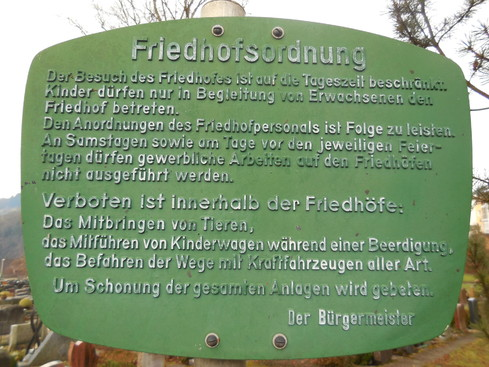 Friedhofsordnung
Der Besuch des Friedhofes ist auf die Tageszeit beschränkt.
Kinder dürfen nur in Begleitung von Erwachsenen den
Friedhof betreten.
Den Anordnungen des Friedhofpersonals ist Folge zu leisten.
An Samstagen sowie am Tage vor den jeweiligen Feier-
tagen dürfen gewerbliche Arbeiten auf den Friedhöfen
nicht ausgeführt werden.
Verboten ist innerhalb der Friedhöfe:
Das Mitbringen von Tieren,
das Mitführen von Kinderwagen während einer Beerdigung,
das Befahren der Wege mit Kraftfahrzeugen aller Art.
Um Schonung der gesamten Anlagen wird gebeten.
Der Bürgermeister